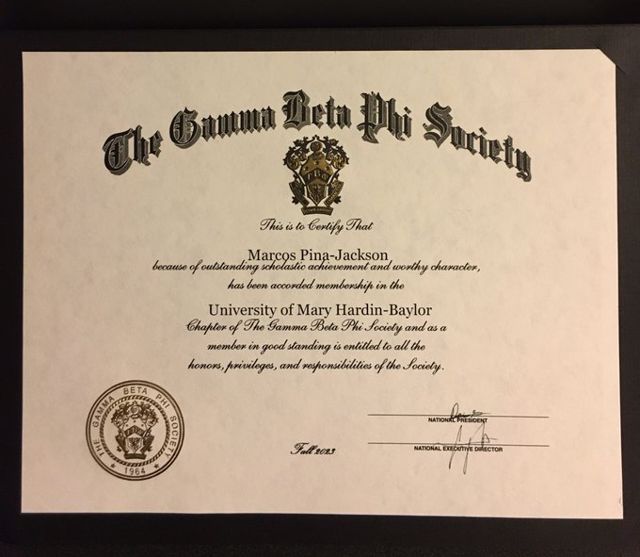 The Gamma Beta Phi Society
This is to Certify That
Marcos Pina-Jackson
because of outstanding scholastic achievement and worthy character,
has been accorded membership in the
University of Mary Hardin-Baylor
Chapter of The Gamma Beta Phi Society and as a
member in good standing is entitled to all the
honors, privileges, and responsibilities of the Society.
THE GAMMA BETA PHI SOCIETY
1964
Fall 2023
NATIONAL PRESIDENT
NATIONAL EXECUTIVE DIRECTOR